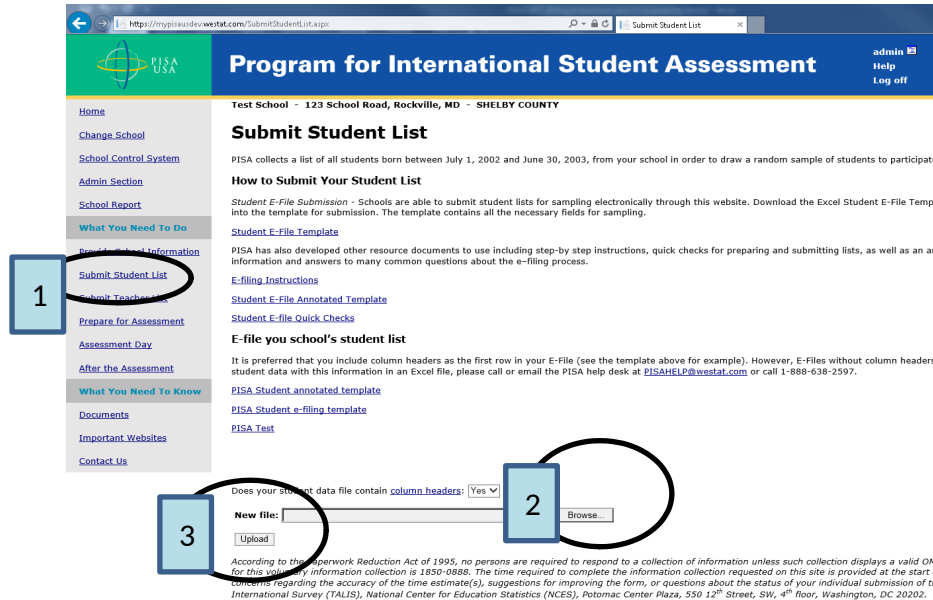 https://mypisausdev.westat.com/SubmitStudentList.aspx
Submit Student List
PISA
USA
Program for International Student Assessment
admin
Help
Log off
Test School - 123 School Road, Rockville, MD - SHELBY COUNTY
Home
Change School
School Control System
Admin Section
School Report
What You Need To Do
Provide School Information
Submit Student List
Submit Teacher List
Prepare for Assessment
Assessment Day
After the Assessment
What You Need To Know
Documents
Important Websites
Contact Us
1
Submit Student List
PISA collects a list of all students born between July 1, 2002 and June 30, 2003, from your school in order to draw a random sample of students to participat
How to Submit Your Student List
Student E-File Submission - Schools are able to submit student lists for sampling electronically through this website. Download the Excel Student E-File Temp
into the template for submission. The template contains all the necessary fields for sampling.
Student E-File Template
PISA has also developed other resource documents to use including step-by step instructions, quick checks for preparing and submitting lists, as well as an a
information and answers to many common questions about the e-filing process.
E-filing Instructions
Student E-File Annotated Template
Student E-file Quick Checks
E-file you school's student list
It is preferred that you include column headers as the first row in your E-File (see the template above for example). However, E-Files without column headers
student data with this information in an Excel file, please call or email the PISA help desk at PISAHELP@westat.com or call 1-888-638-2597.
PISA Student annotated template
PISA Student e-filing template
PISA Test
Does your student data file contain column headers: Yes
2
New file:
Browse...
3
Upload
According to the Paperwork Reduction Act of 1995, no persons are required to respond to a collection of information unless such collection displays a valid OM
for this voluntary information collection is 1850-0888. The time required to complete the information collection requested on this site is provided at the start
concerns regarding the accuracy of the time estimate(s), suggestions for improving the form, or questions about the status of your individual submission of t
International Survey (TALIS), National Center for Education Statistics (NCES), Potomac Center Plaza, 550 12th Street, SW, 4th floor, Washington, DC 20202.